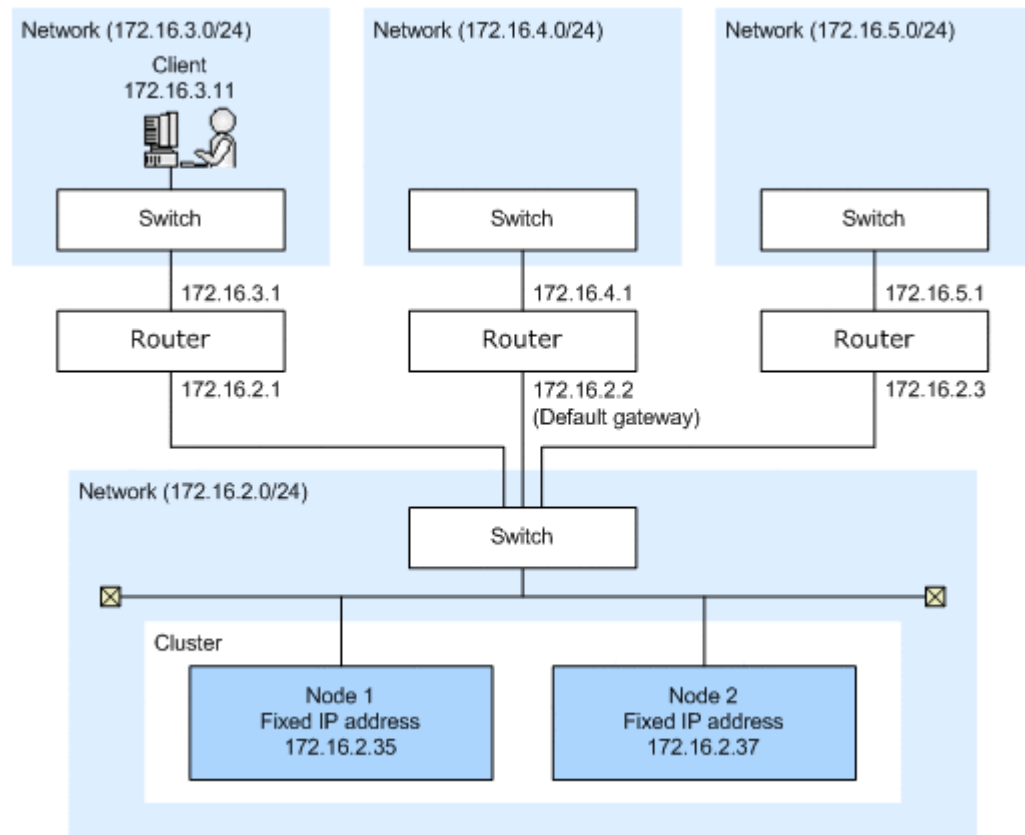 Network (172.16.3.0/24)
Client
172.16.3.11
Switch
172.16.3.1
Router
172.16.2.1
Network (172.16.4.0/24)
Switch
172.16.4.1
Router
172.16.2.2
(Default gateway)
Network (172.16.5.0/24)
Switch
172.16.5.1
Router
172.16.2.3
Network (172.16.2.0/24)
Switch
Cluster
Node 1
Fixed IP address
172.16.2.35
Node 2
Fixed IP address
172.16.2.37